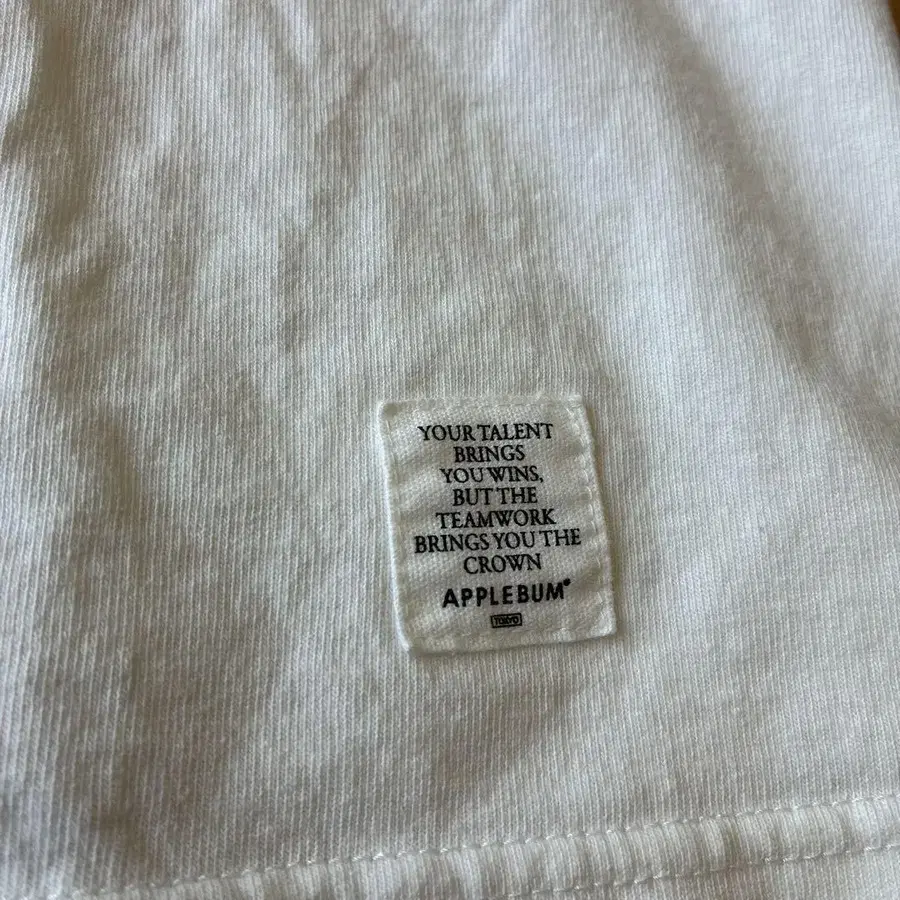 YOUR TALENT
BRINGS
YOU WINS,
BUT THE
TEAMWORK
BRINGS YOU THE
CROWN
APPLEBUM®
TOKYO